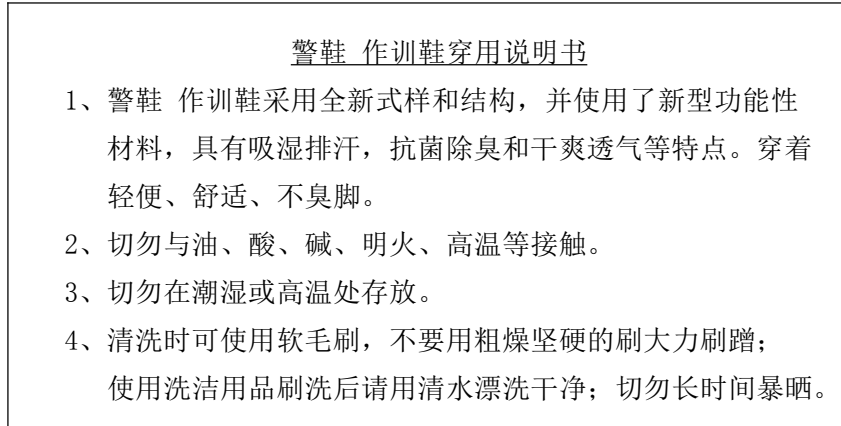 警鞋 作训鞋穿用说明书
1、警鞋 作训鞋采用全新式样和结构，并使用了新型功能性
材料，具有吸湿排汗，抗菌除臭和干爽透气等特点。穿着
轻便、舒适、不臭脚。
2、切勿与油、酸、碱、明火、高温等接触。
3、切勿在潮湿或高温处存放。
4、清洗时可使用软毛刷，不要用粗燥坚硬的刷大力刷蹭；
使用洗洁用品刷洗后请用清水漂洗干净；切勿长时间暴晒。